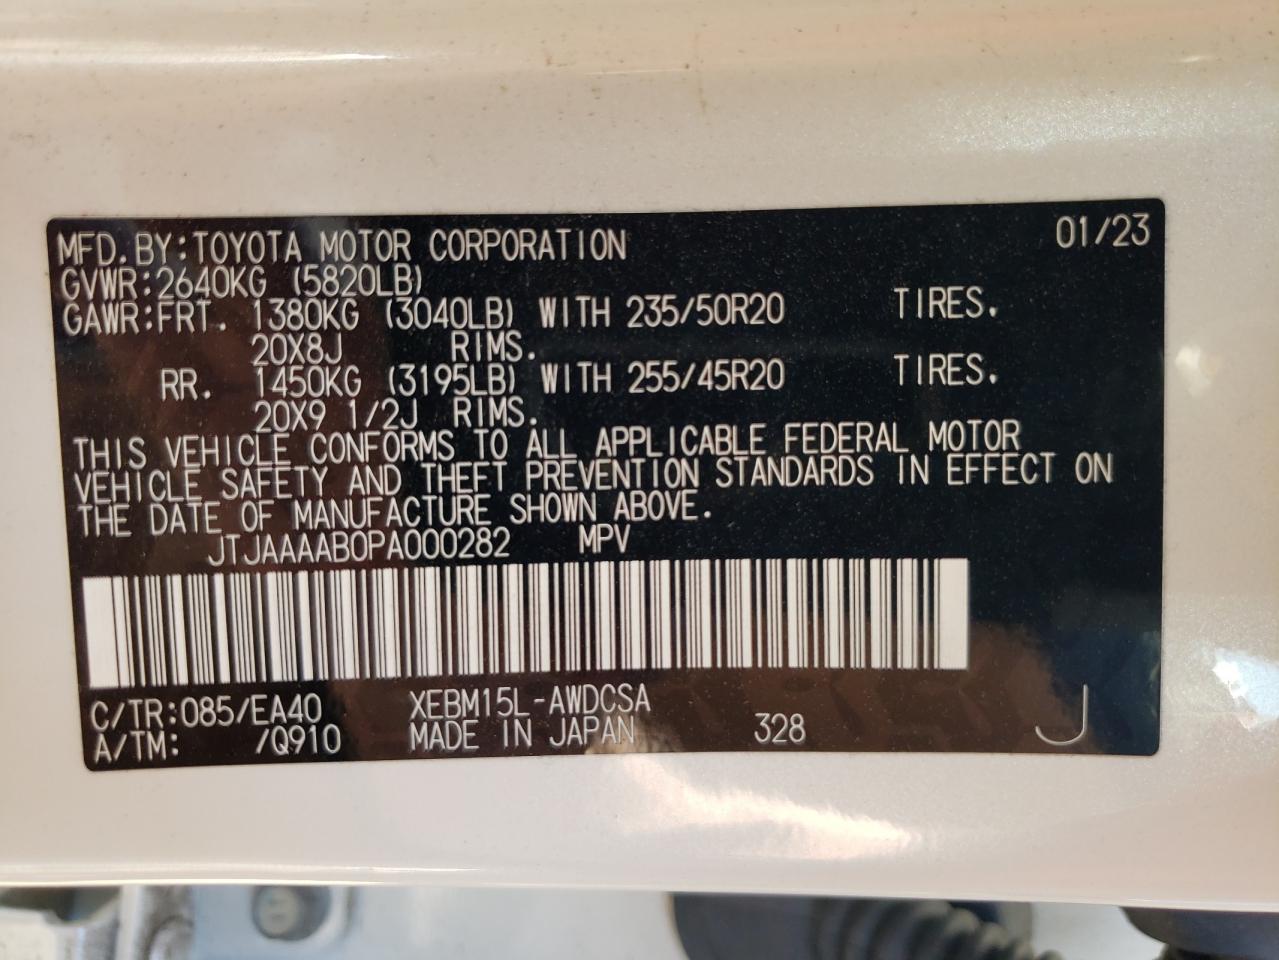 MFD.BY:TOYOTA MOTOR CORPORATION 01/23
GVWR:2640KG (5820LB)
GAWR:FRT. 1380KG (3040LB) WITH 235/50R20 TIRES.
20X8J RIMS.
RR. 1450KG (3195LB) WITH 255/45R20 TIRES.
20X9 1/2J RIMS.
THIS VEHICLE CONFORMS TO ALL APPLICABLE FEDERAL MOTOR
VEHICLE SAFETY AND THEFT PREVENTION STANDARDS IN EFFECT ON
THE DATE OF MANUFACTURE SHOWN ABOVE.
JTJAAAAB0PA000282 MPV
C/TR:085/EA40 XEBM15L-AWDCSA
A/TM: /Q910 MADE IN JAPAN 328 J